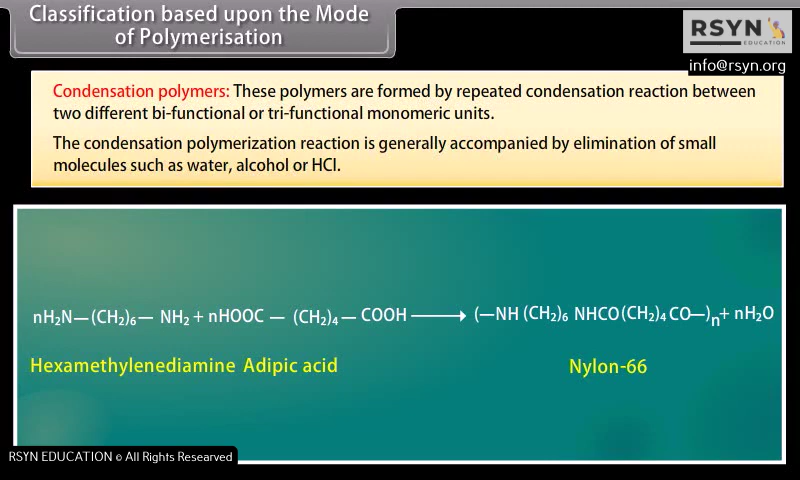 Classification based upon the Mode
of Polymerisation
RSYN
EDUCATION
info@rsyn.org
Condensation polymers: These polymers are formed by repeated condensation reaction between
two different bi-functional or tri-functional monomeric units.
The condensation polymerization reaction is generally accompanied by elimination of small
molecules such as water, alcohol or HCl.
nH₂N—(CH₂)₆— NH₂ + nHOOC — (CH₂)₄— COOH⟶ (—NH (CH₂)₆ NHCO(CH₂)₄ CO—)ₙ+ nH₂O
Hexamethylenediamine Adipic acid Nylon-66
RSYN EDUCATION © All Rights Researved